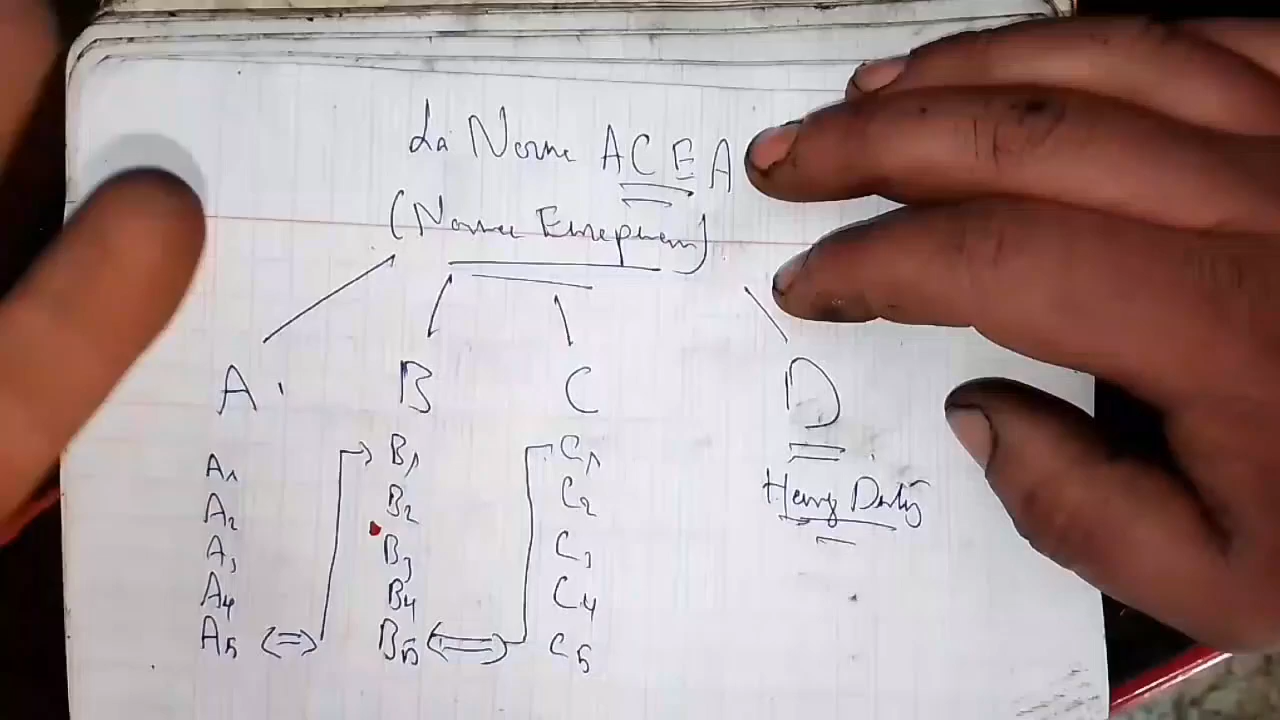 La Norme ACEA
(Norme Européen)
A B C D
A1 B1 C1
A2 B2 C2
A3 B3 C3
A4 B4 C4
A5 <=> B5 <=> C5
Heavy Duty